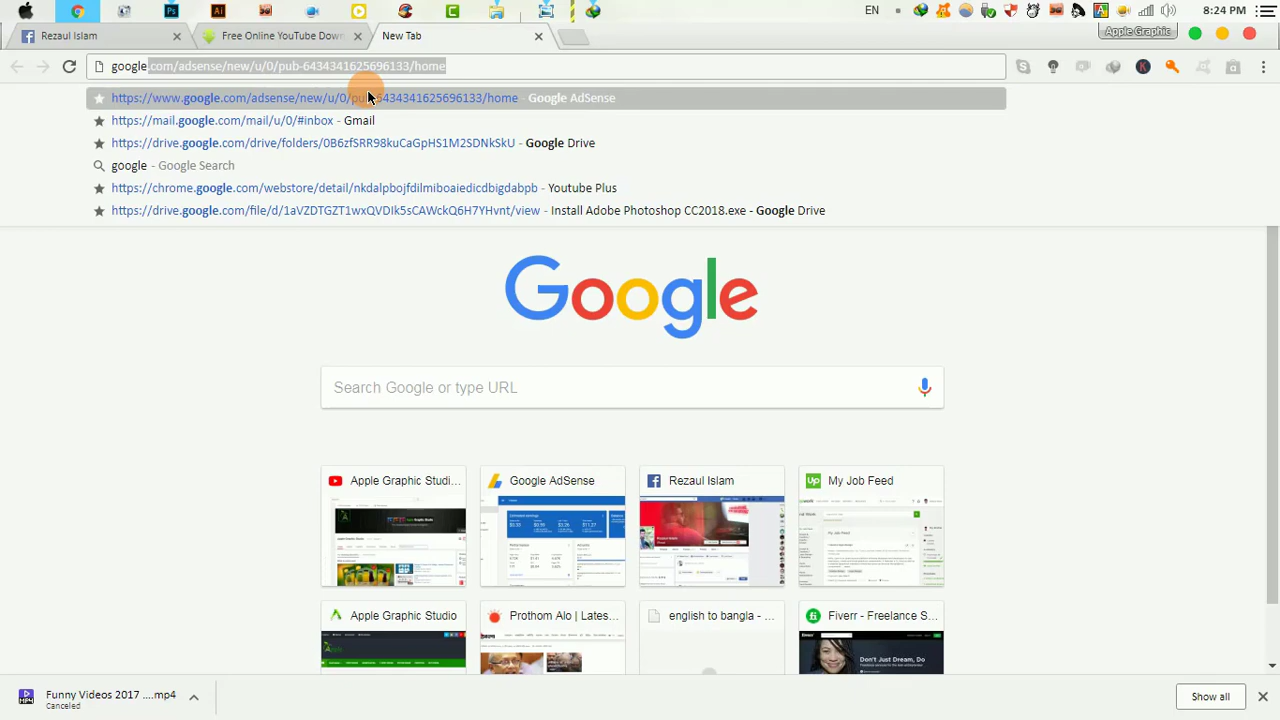 EN 8:24 PM
Rezaul Islam Free Online YouTube Down New Tab Apple Graphic
google.com/adsense/new/u/0/pub-6434341625696133/home
https://www.google.com/adsense/new/u/0/pub-6434341625696133/home - Google AdSense
https://mail.google.com/mail/u/0/#inbox - Gmail
https://drive.google.com/drive/folders/0B6zfSRR98kuCaGpHS1M2SDNkSkU - Google Drive
google - Google Search
https://chrome.google.com/webstore/detail/nkdalpbojfdilmiboaiedicdbigdabpb - Youtube Plus
https://drive.google.com/file/d/1aVZDTGZT1wxQVDIk5sCAWckQ6H7YHvnt/view - Install Adobe Photoshop CC2018.exe - Google Drive
Google
Search Google or type URL
Apple Graphic Studi... Google AdSense Rezaul Islam My Job Feed
Apple Graphic Studio Prothom Alo | Lates... english to bangla - ... Fiverr - Freelance S...
Don't Just Dream, Do
Funny Videos 2017 ....mp4
Canceled
Show all